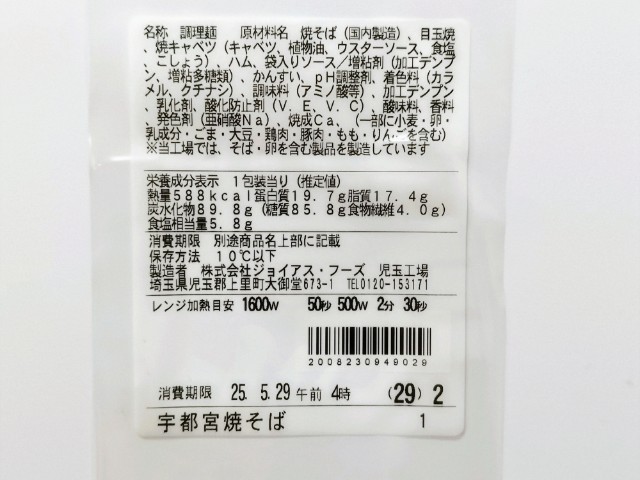 名称 調理麺 原材料名 焼そば（国内製造）、目玉焼
、焼キャベツ（キャベツ、植物油、ウスターソース、食塩
、こしょう）、ハム、袋入りソース／増粘剤（加工デンプ
ン、増粘多糖類）、かんすい、ｐＨ調整剤、着色料（カラ
メル、クチナシ）、調味料（アミノ酸等）、加工デンプン
、乳化剤、酸化防止剤（Ｖ．Ｅ、Ｖ．Ｃ）、酸味料、香料
、発色剤（亜硝酸Ｎａ）、焼成Ｃａ、（一部に小麦・卵・
乳成分・ごま・大豆・鶏肉・豚肉・もも・りんごを含む）
※当工場では、そば・卵を含む製品を製造しています
栄養成分表示 １包装当り（推定値）
熱量５８８ｋｃａｌ蛋白質１９．７ｇ脂質１７．４ｇ
炭水化物８９．８ｇ（糖質８５．８ｇ食物繊維４．０ｇ）
食塩相当量５．８ｇ
消費期限 別途商品名上部に記載
保存方法 １０℃以下
製造者 株式会社ジョイアス・フーズ 児玉工場
埼玉県児玉郡上里町大御堂673-1 TEL0120-153171
レンジ加熱目安 1600W 50秒 500W 2分 30秒
2008230949029
消費期限 25. 5.29 午前 4時 (29) 2
宇都宮焼そば 1